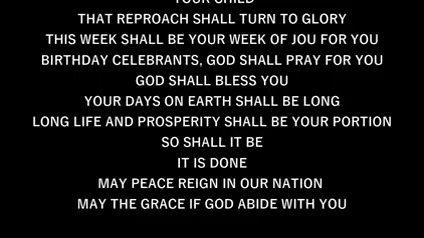 YOUR CHILD
THAT REPROACH SHALL TURN TO GLORY
THIS WEEK SHALL BE YOUR WEEK OF JOU FOR YOU
BIRTHDAY CELEBRANTS, GOD SHALL PRAY FOR YOU
GOD SHALL BLESS YOU
YOUR DAYS ON EARTH SHALL BE LONG
LONG LIFE AND PROSPERITY SHALL BE YOUR PORTION
SO SHALL IT BE
IT IS DONE
MAY PEACE REIGN IN OUR NATION
MAY THE GRACE IF GOD ABIDE WITH YOU